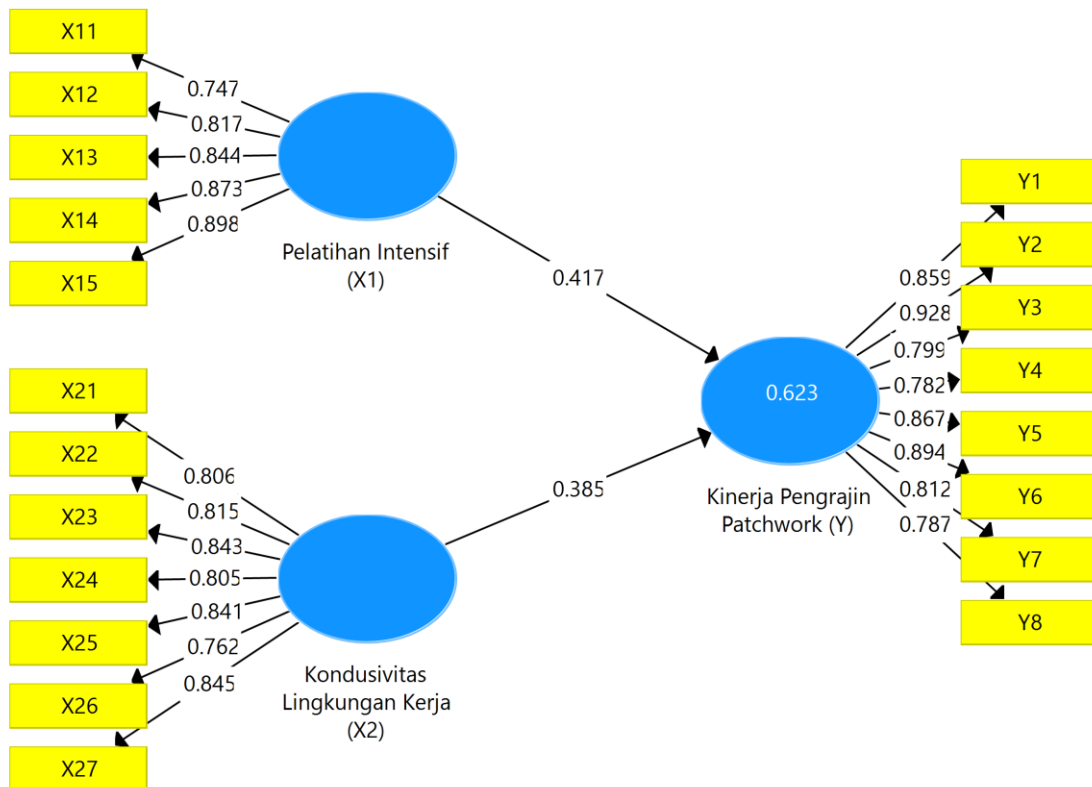 X11
X12
X13
X14
X15
0.747
0.817
0.844
0.873
0.898
Pelatihan Intensif
(X1)
0.417
X21
X22
X23
X24
X25
X26
X27
0.806
0.815
0.843
0.805
0.841
0.762
0.845
Kondusivitas
Lingkungan Kerja
(X2)
0.385
0.623
Kinerja Pengrajin
Patchwork (Y)
0.859
0.928
0.799
0.782
0.867
0.894
0.812
0.787
Y1
Y2
Y3
Y4
Y5
Y6
Y7
Y8